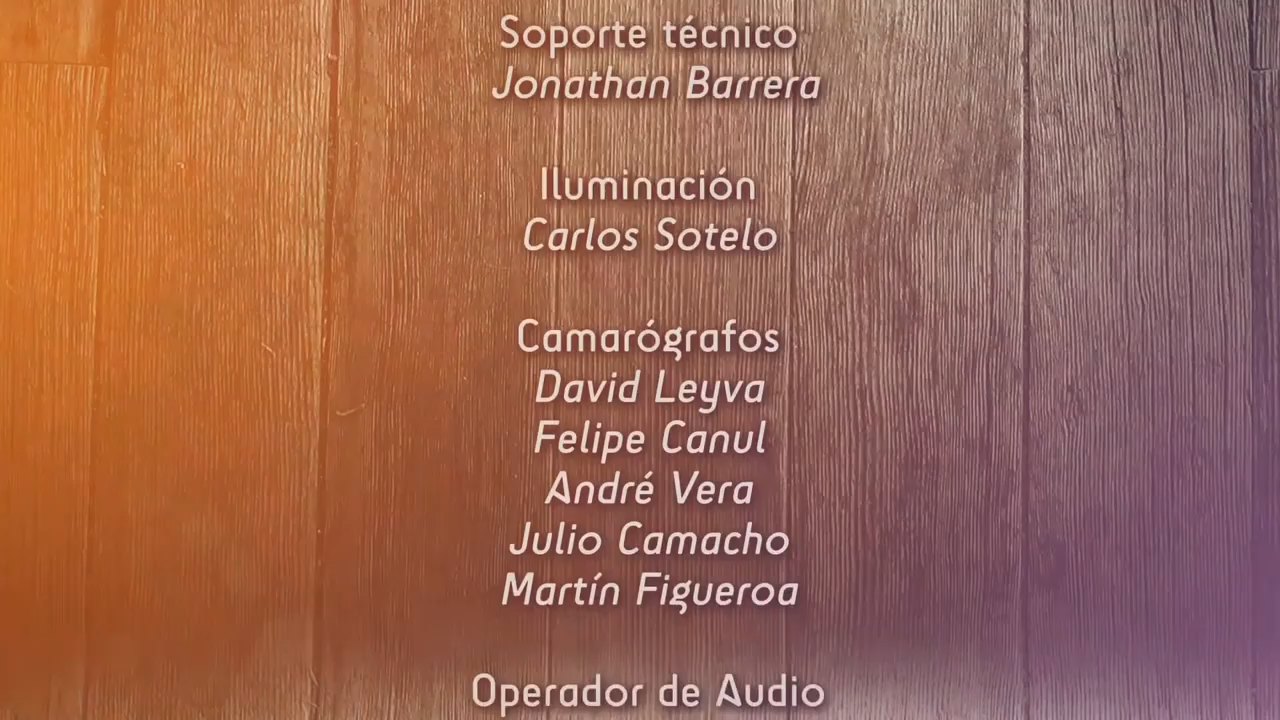 Soporte técnico
Jonathan Barrera
Iluminación
Carlos Sotelo
Camarógrafos
David Leyva
Felipe Canul
André Vera
Julio Camacho
Martín Figueroa
Operador de Audio